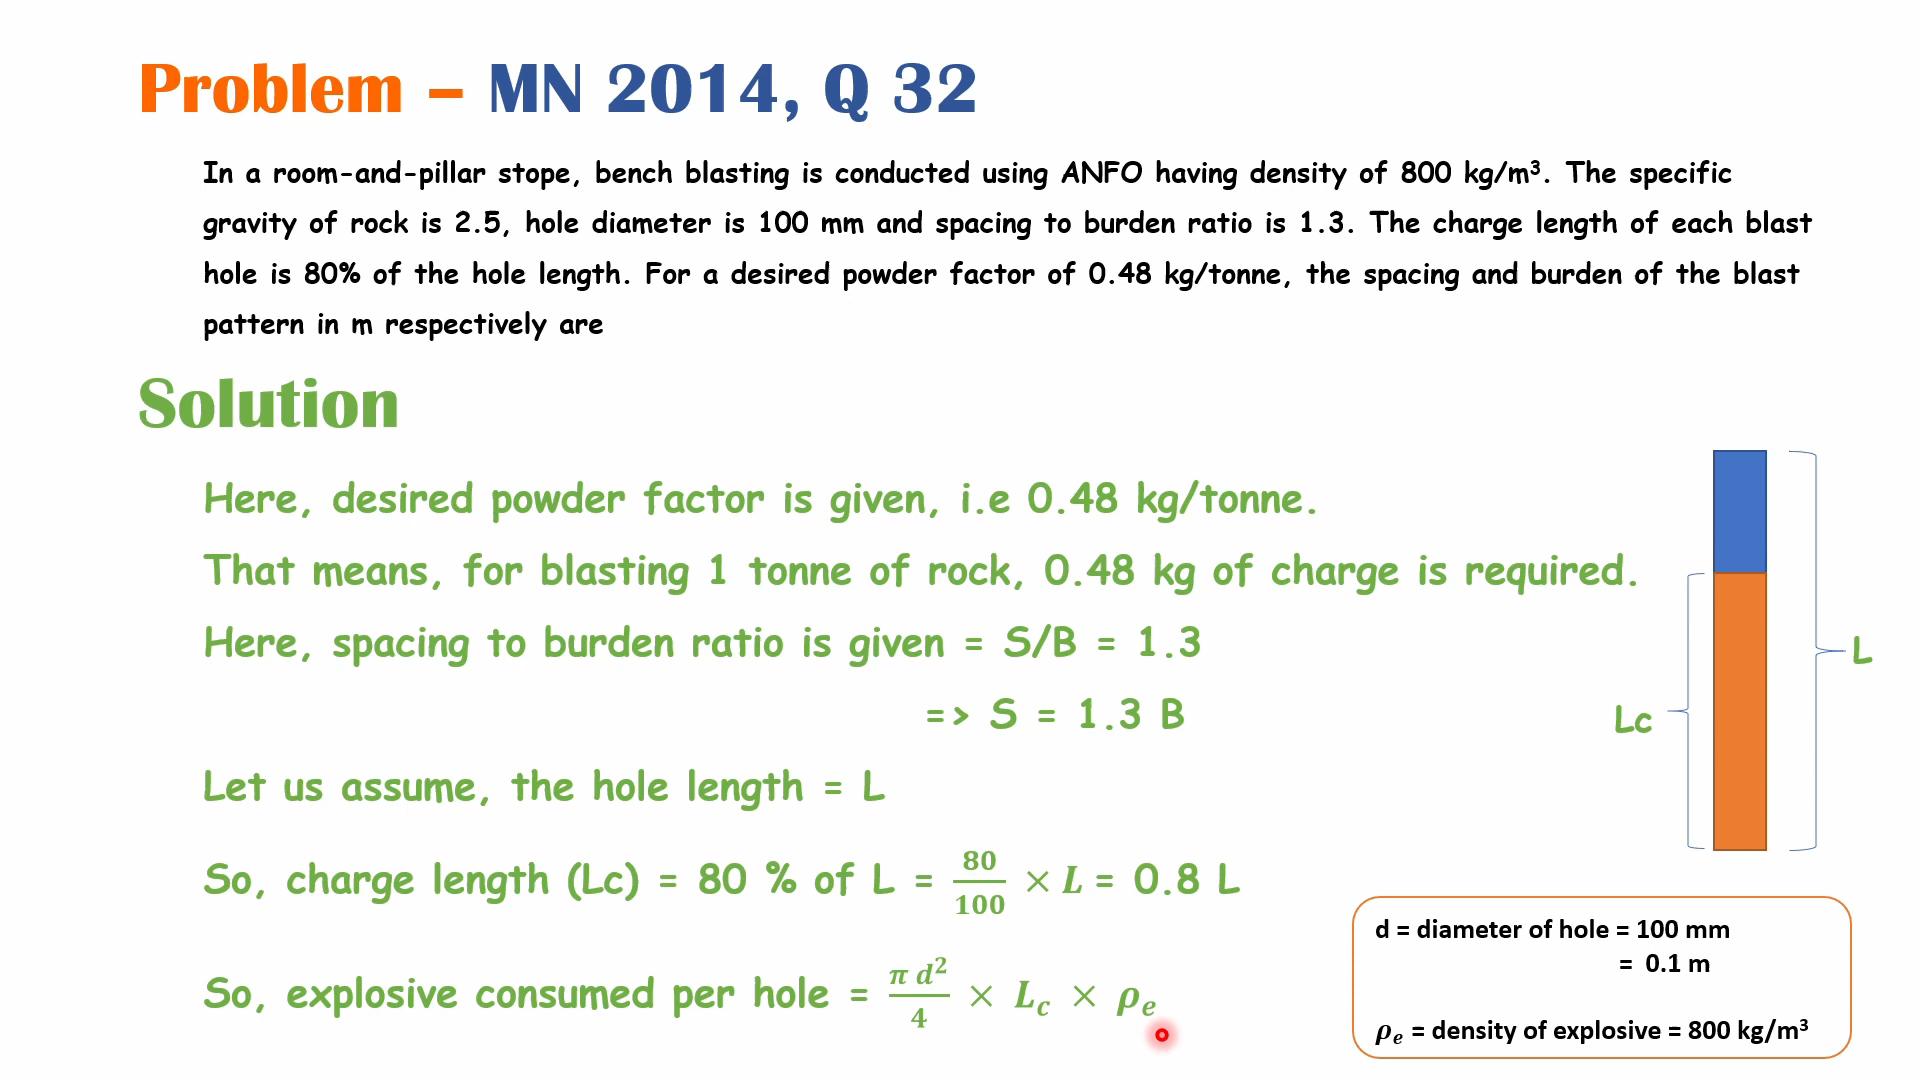 Problem – MN 2014, Q 32
In a room-and-pillar stope, bench blasting is conducted using ANFO having density of 800 kg/m³. The specific
gravity of rock is 2.5, hole diameter is 100 mm and spacing to burden ratio is 1.3. The charge length of each blast
hole is 80% of the hole length. For a desired powder factor of 0.48 kg/tonne, the spacing and burden of the blast
pattern in m respectively are
Solution
Here, desired powder factor is given, i.e 0.48 kg/tonne.
That means, for blasting 1 tonne of rock, 0.48 kg of charge is required.
Here, spacing to burden ratio is given = S/B = 1.3
=> S = 1.3 B
Let us assume, the hole length = L
So, charge length (Lc) = 80 % of L = 80/100 × L = 0.8 L
So, explosive consumed per hole = π d²/4 × L_c × ρ_e
Lc
L
d = diameter of hole = 100 mm
= 0.1 m
ρ_e = density of explosive = 800 kg/m³